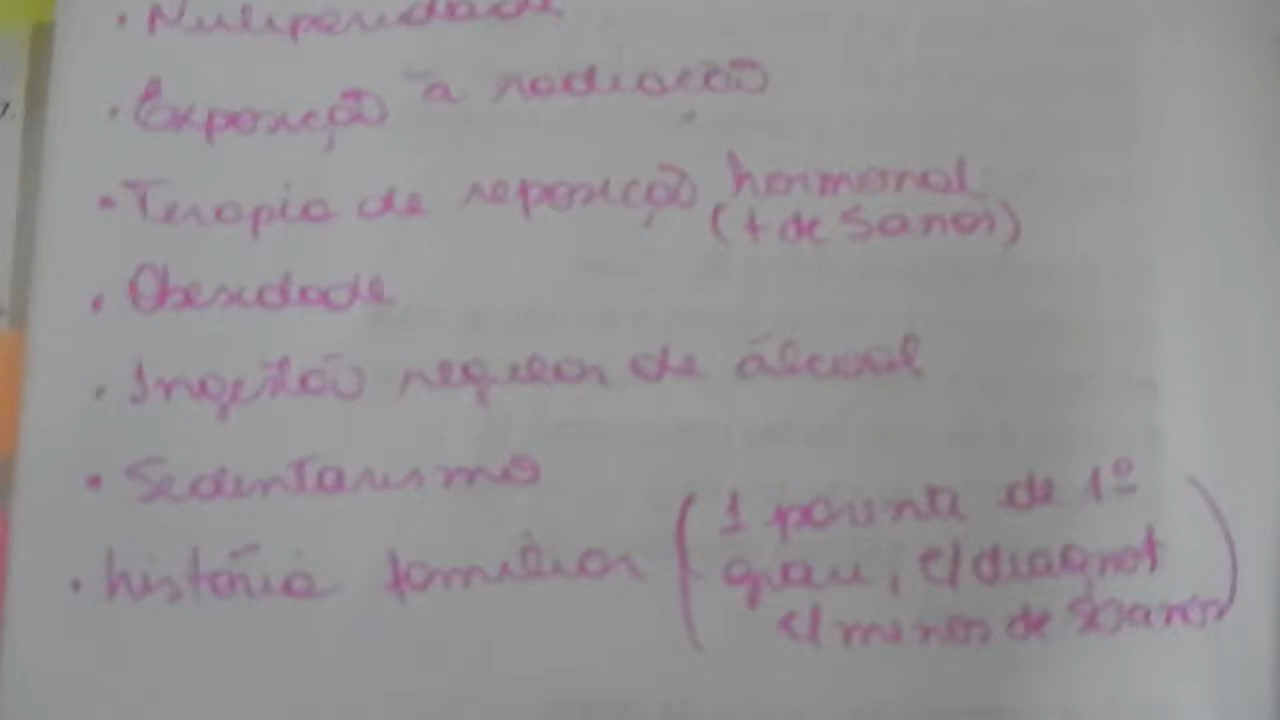 · Nuliparidade
· Exposição à radiação
· Terapia de reposição hormonal
(+ de 5 anos)
· Obesidade
· Ingestão regular de álcool
· Sedentarismo
· história familiar (1 parente de 1º
grau, c/ diagnost
c/ menos de 50 anos)